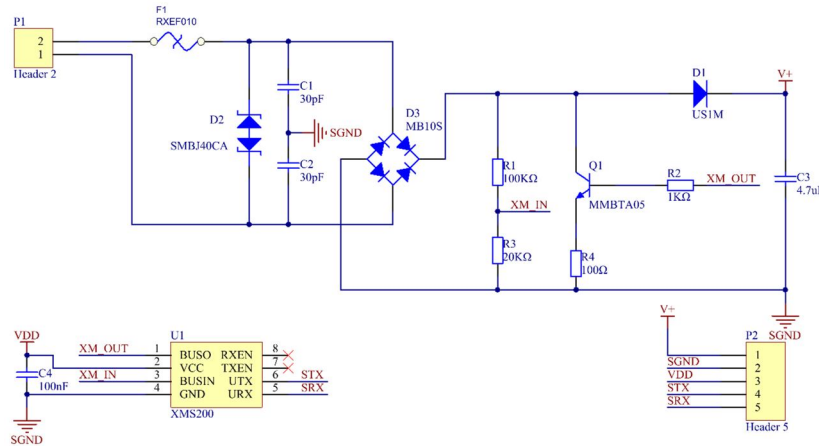 F1
RXEF010
P1
2
1
Header 2
C1
30pF
D2
SMBJ40CA
SGND
C2
30pF
D3
MB10S
D1
US1M
V+
R1
100KΩ
XM_IN
R3
20KΩ
Q1
MMBTA05
R2
1KΩ
XM_OUT
R4
100Ω
C3
4.7uF
SGND
VDD
C4
100nF
SGND
U1
XM_OUT 1 BUSO RXEN 8
2 VCC TXEN 7
XM_IN 3 BUSIN UTX 6 STX
4 GND URX 5 SRX
XMS200
V+
P2
1
SGND 2
VDD 3
STX 4
SRX 5
Header 5